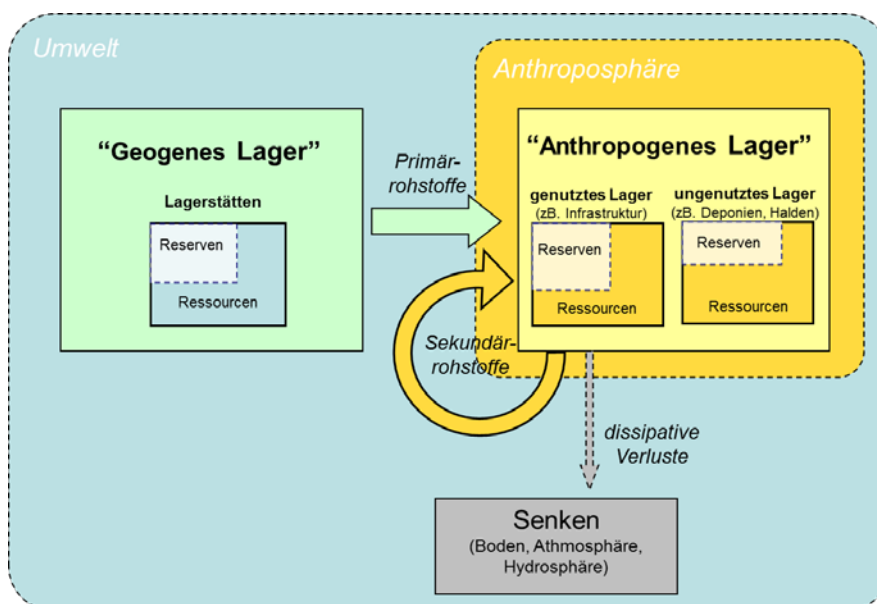 Umwelt
Anthroposphäre
“Geogenes Lager”
Lagerstätten
Reserven
Ressourcen
Primär-
rohstoffe
“Anthropogenes Lager”
genutztes Lager
(zB. Infrastruktur)
Reserven
Ressourcen
ungenutztes Lager
(zB. Deponien, Halden)
Reserven
Ressourcen
Sekundär-
rohstoffe
dissipative
Verluste
Senken
(Boden, Athmosphäre,
Hydrosphäre)